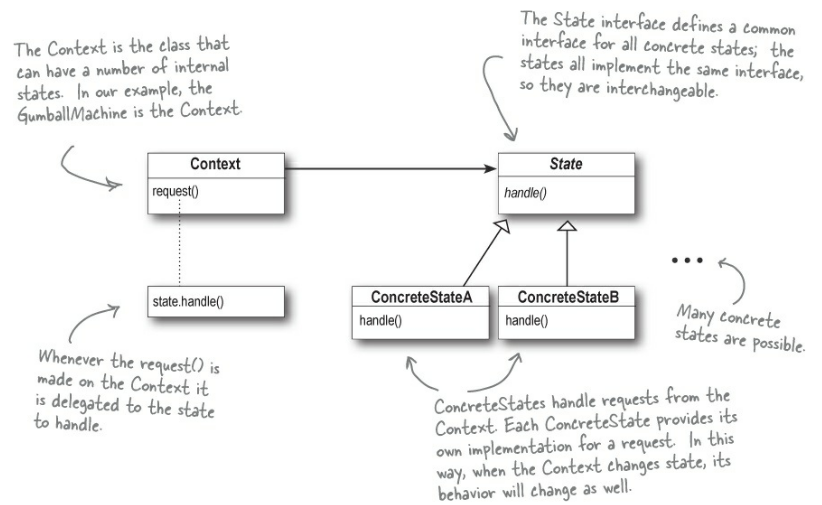 The Context is the class that
can have a number of internal
states. In our example, the
GumballMachine is the Context.
The State interface defines a common
interface for all concrete states; the
states all implement the same interface,
so they are interchangeable.
Context
request()
State
handle()
state.handle()
ConcreteStateA
handle()
ConcreteStateB
handle()
•••
Many concrete
states are possible.
Whenever the request() is
made on the Context it
is delegated to the state
to handle.
ConcreteStates handle requests from the
Context. Each ConcreteState provides its
own implementation for a request. In this
way, when the Context changes state, its
behavior will change as well.